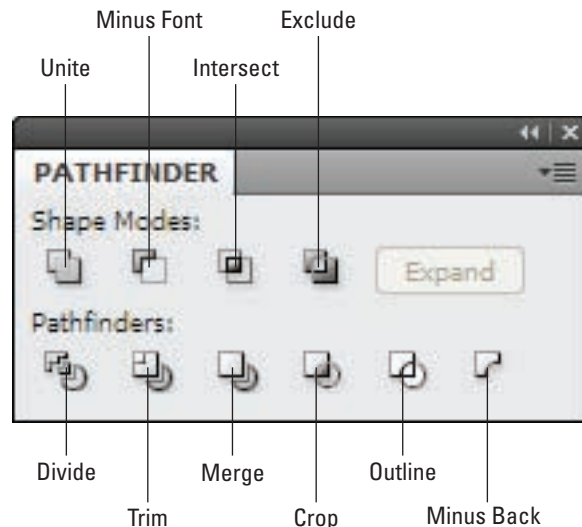 Minus Font Exclude
Unite Intersect
PATHFINDER
Shape Modes:
Expand
Pathfinders:
Divide Merge Outline
Trim Crop Minus Back